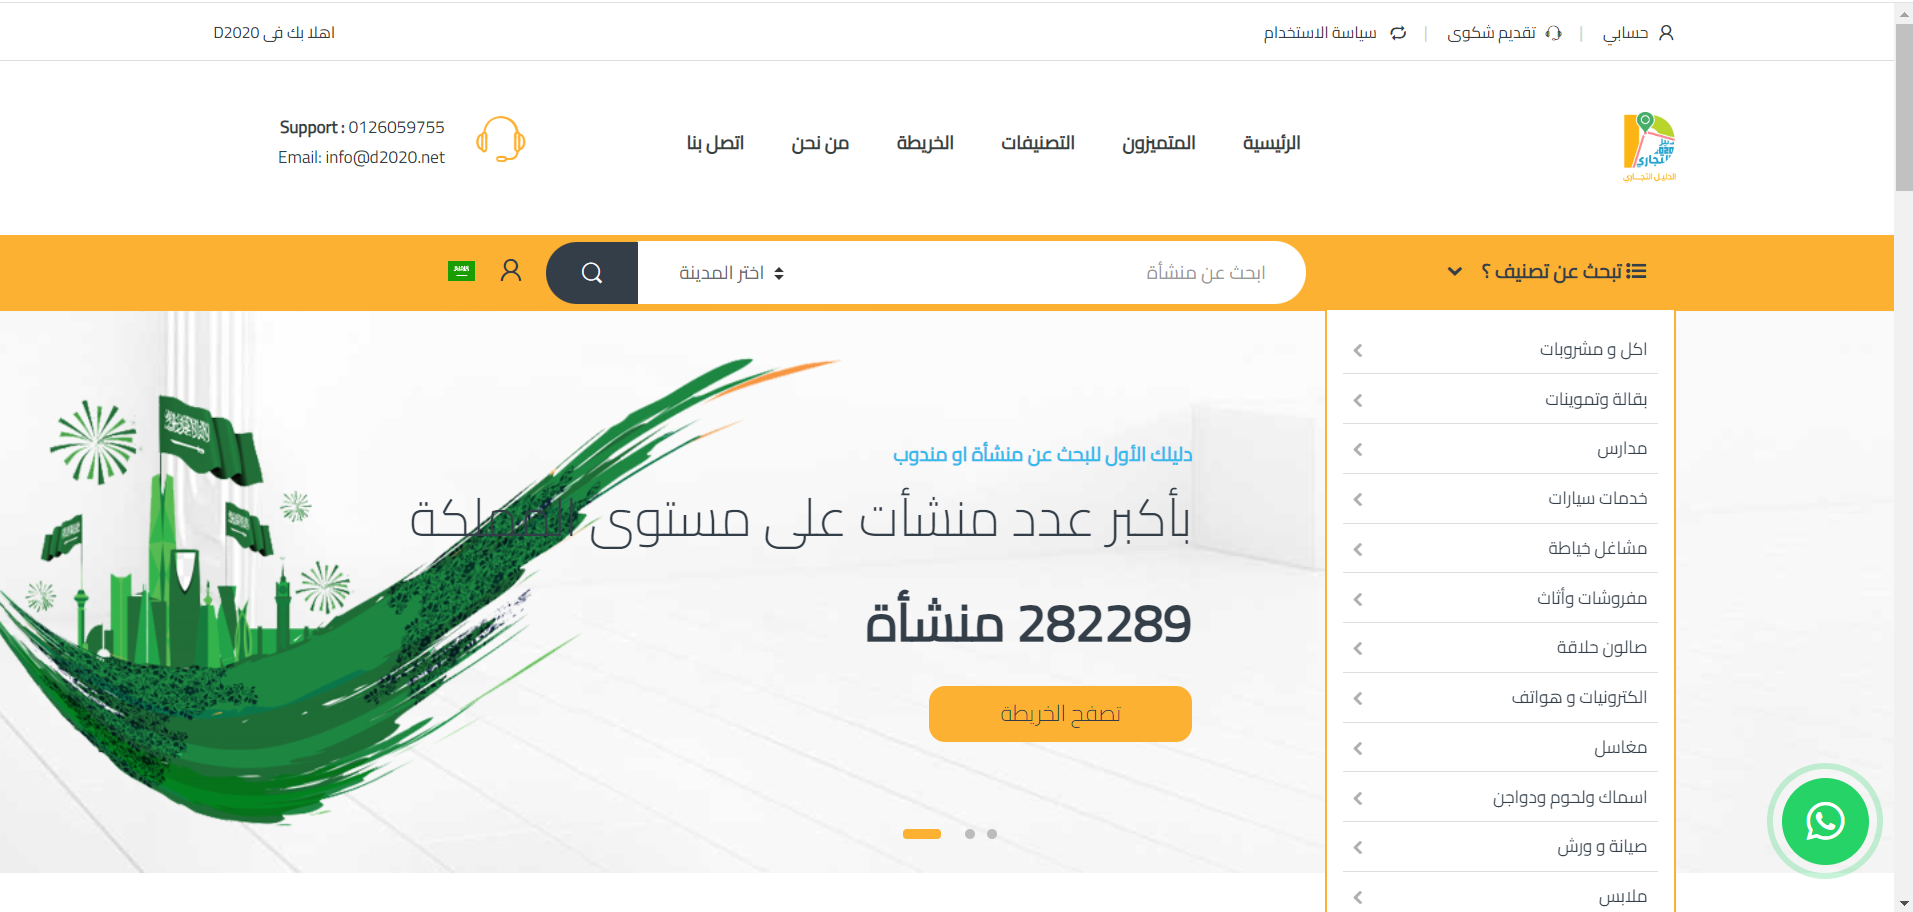 حسابي
تقديم شكوى
سياسة الاستخدام
اهلا بك فى D2020
الدليل التجاري
الرئيسية
المتميزون
التصنيفات
الخريطة
من نحن
اتصل بنا
Support : 0126059755
Email: info@d2020.net
تبحث عن تصنيف ؟
ابحث عن منشأة
اختر المدينة
اكل و مشروبات
بقالة وتموينات
مدارس
خدمات سيارات
مشاغل خياطة
مفروشات وأثاث
صالون حلاقة
الكترونيات و هواتف
مغاسل
اسماك ولحوم ودواجن
صيانة و ورش
ملابس
دليلك الأول للبحث عن منشأة او مندوب
بأكبر عدد منشأت على مستوى المملكة
282289 منشأة
تصفح الخريطة